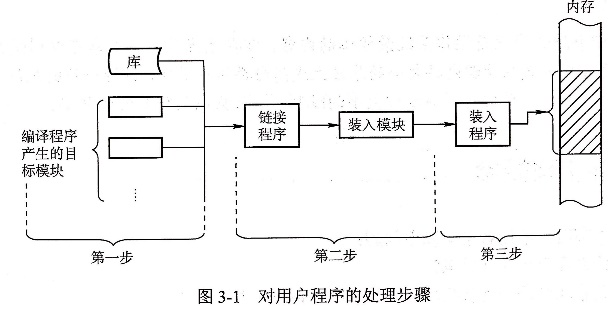 内存
库
编译程序
产生的目
标模块
链接
程序
装入模块
装入
程序
第一步
第二步
第三步
图 3-1 对用户程序的处理步骤